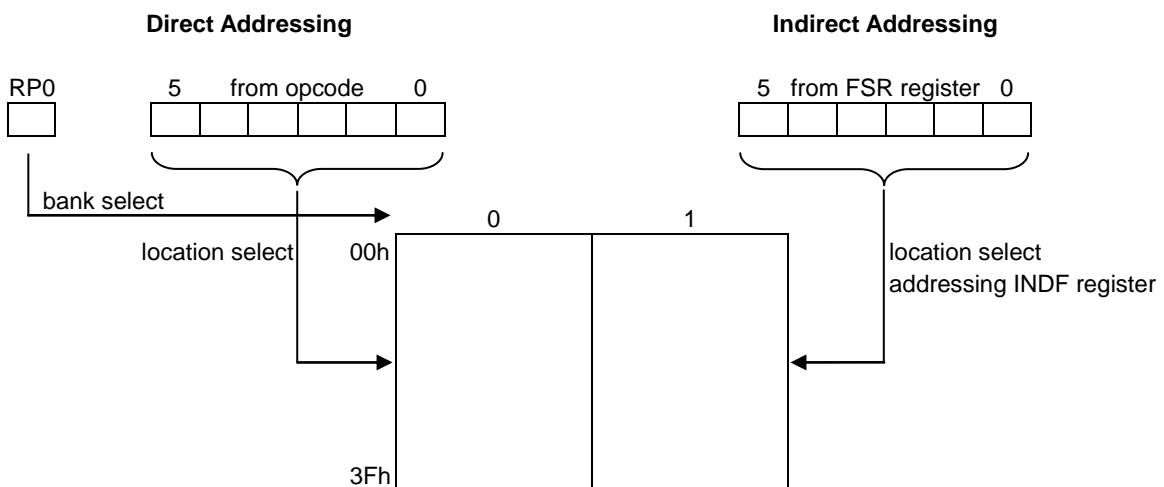 Direct Addressing
Indirect Addressing
RP0
5 from opcode 0
5 from FSR register 0
bank select
location select
0
1
00h
location select
addressing INDF register
3Fh